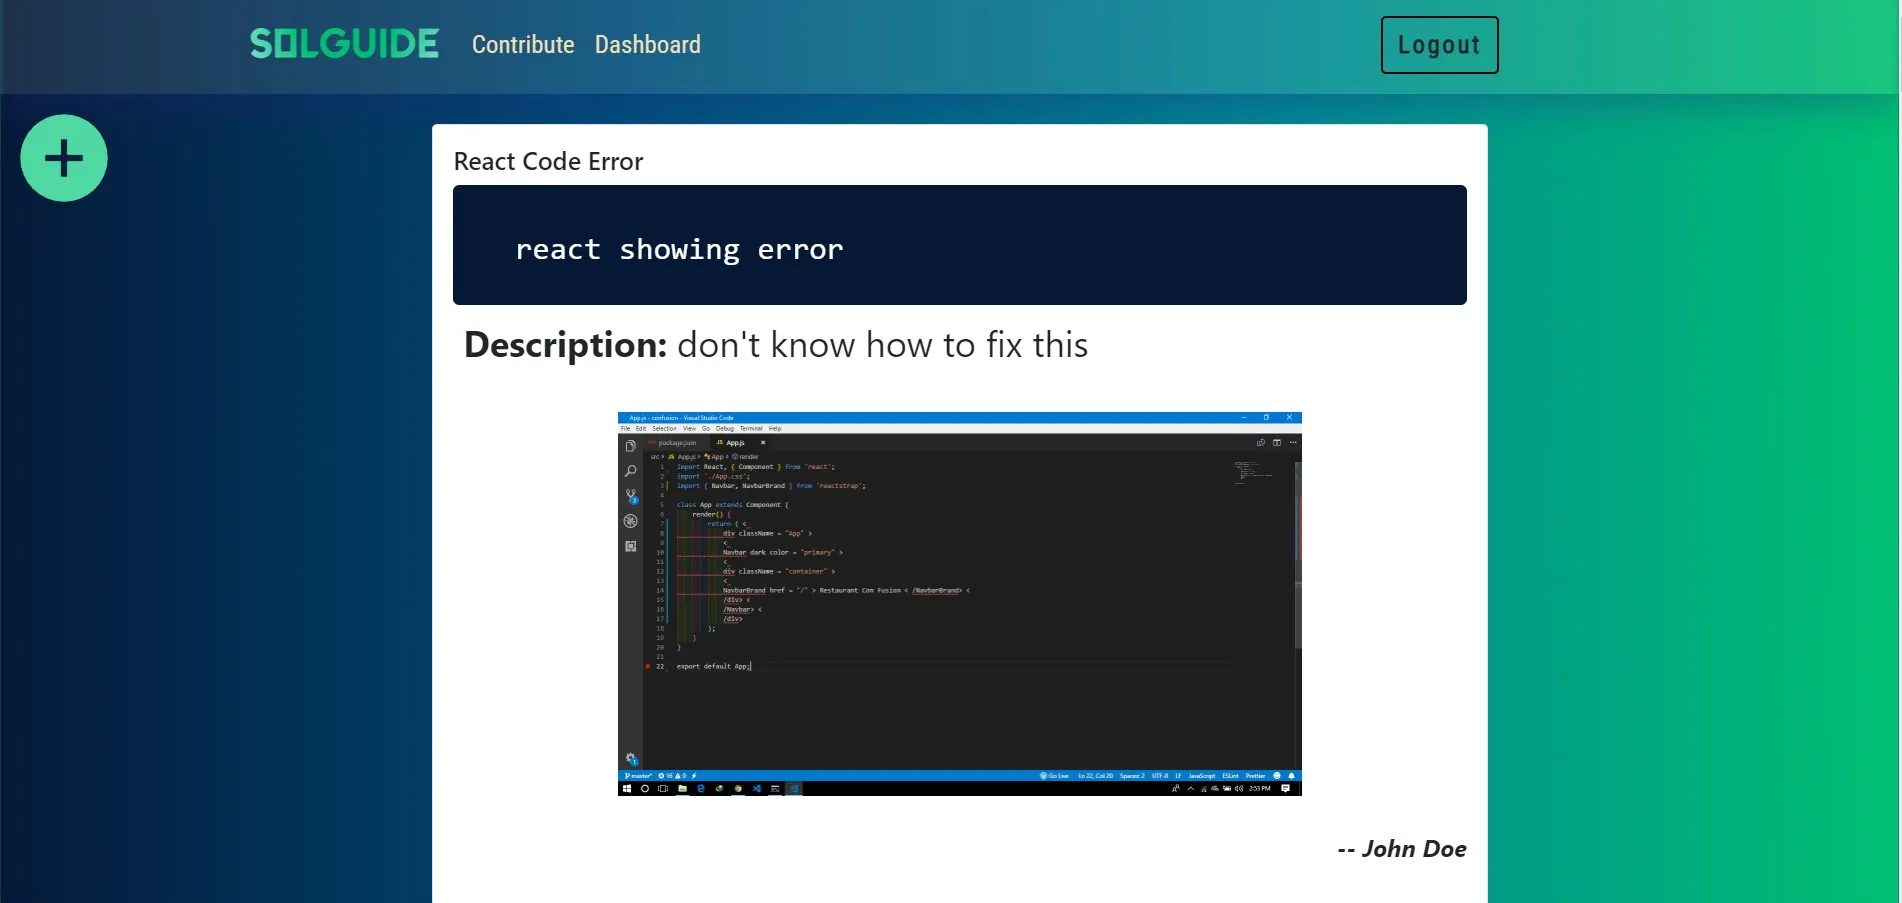 SOLGUIDE Contribute Dashboard Logout
React Code Error
react showing error
Description: don't know how to fix this
App.js - confusion - Visual Studio Code
File Edit Selection View Go Debug Terminal Help
package.json JS App.js
src JS App.js App render
1 import React, { Component } from 'react';
2 import './App.css';
3 import { Navbar, NavbarBrand } from 'reactstrap';
4
5 class App extends Component {
6 render() {
7 return ( <
8 div className = "App" >
9 <
10 Navbar dark color = "primary" >
11 <
12 div className = "container" >
13 <
14 NavbarBrand href = "/" > Restaurant Con Fusion < /NavbarBrand> <
15 /div> <
16 /Navbar> <
17 /div>
18 );
19 }
20 }
21
22 export default App;
master* 16 0 Go Live Ln 22, Col 20 Spaces: 2 UTF-8 LF JavaScript ESLint Prettier
2:53 PM
-- John Doe